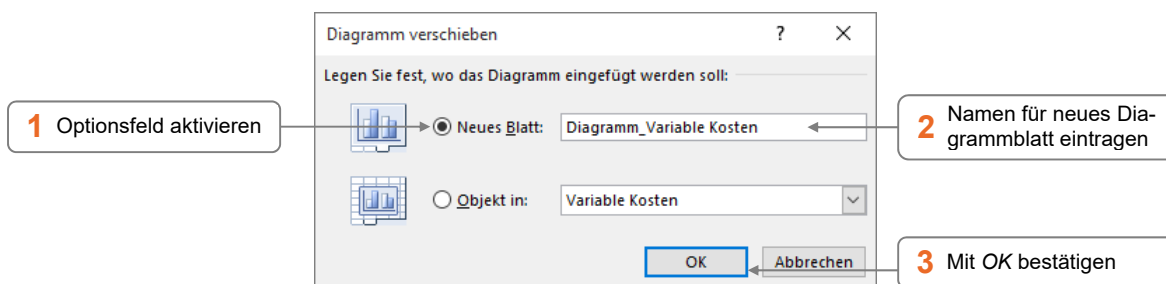 Diagramm verschieben ?
Legen Sie fest, wo das Diagramm eingefügt werden soll:
1 Optionsfeld aktivieren
Neues Blatt: Diagramm_Variable Kosten
2 Namen für neues Dia-
grammblatt eintragen
Objekt in: Variable Kosten
OK Abbrechen
3 Mit OK bestätigen